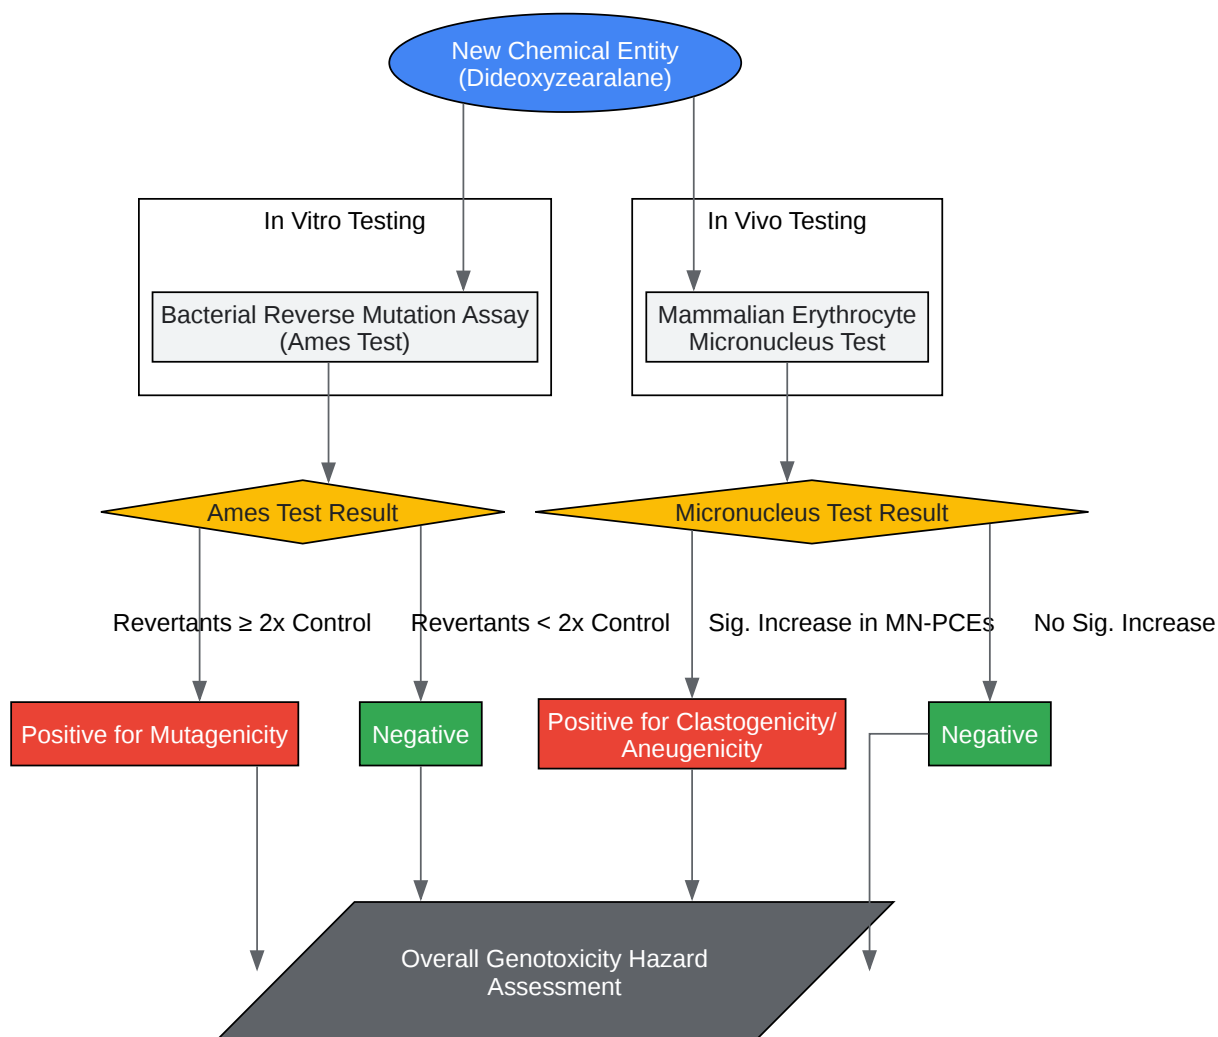 New Chemical Entity
(Dideoxyzearalane)
In Vitro Testing
In Vivo Testing
Bacterial Reverse Mutation Assay
(Ames Test)
Mammalian Erythrocyte
Micronucleus Test
Ames Test Result
Micronucleus Test Result
Revertants ≥ 2x Control
Revertants < 2x Control
Sig. Increase in MN-PCEs
No Sig. Increase
Positive for Mutagenicity
Negative
Positive for Clastogenicity/
Aneugenicity
Negative
Overall Genotoxicity Hazard
Assessment